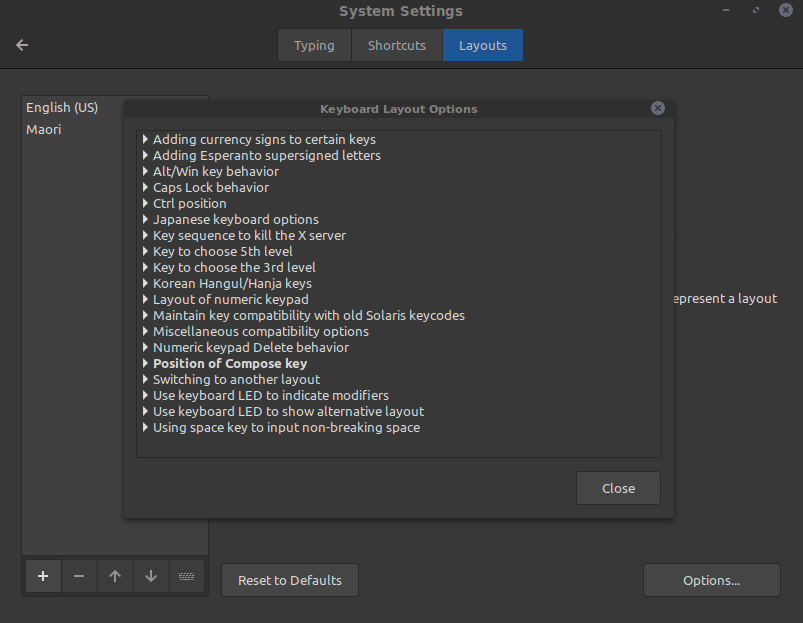 System Settings
Typing
Shortcuts
Layouts
English (US)
Maori
Keyboard Layout Options
Adding currency signs to certain keys
Adding Esperanto supersigned letters
Alt/Win key behavior
Caps Lock behavior
Ctrl position
Japanese keyboard options
Key sequence to kill the X server
Key to choose 5th level
Key to choose the 3rd level
Korean Hangul/Hanja keys
Layout of numeric keypad
Maintain key compatibility with old Solaris keycodes
Miscellaneous compatibility options
Numeric keypad Delete behavior
Position of Compose key
Switching to another layout
Use keyboard LED to indicate modifiers
Use keyboard LED to show alternative layout
Using space key to input non-breaking space
epresent a layout
Close
Reset to Defaults
Options...